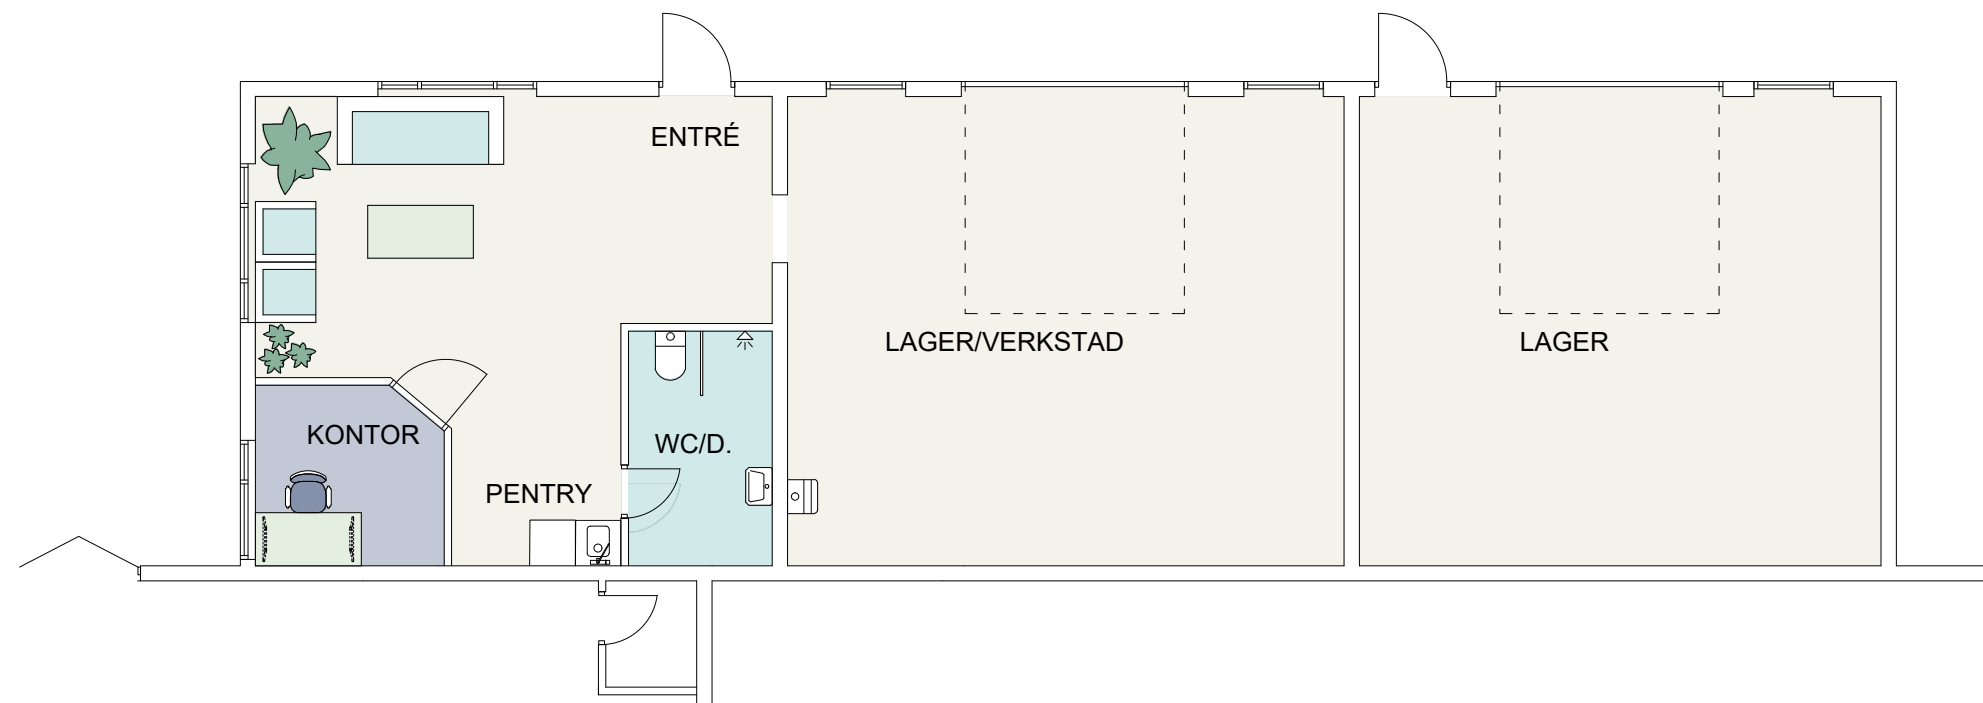 ENTRÉ
LAGER/VERKSTAD
LAGER
KONTOR
WC/D.
PENTRY